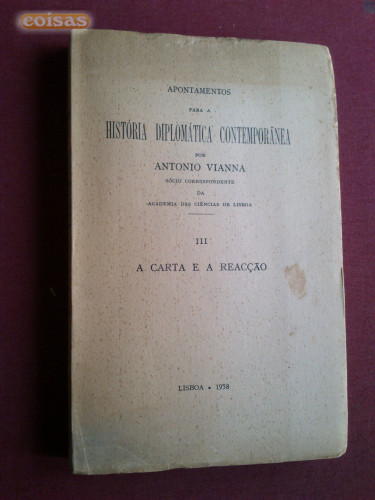 coisas
APONTAMENTOS
PARA A
HISTÓRIA DIPLOMÁTICA CONTEMPORÂNEA
POR
ANTONIO VIANNA
SÓCIO CORRESPONDENTE
DA
ACADEMIA DAS CIÊNCIAS DE LISBOA
III
A CARTA E A REACÇÃO
LISBOA • 1958